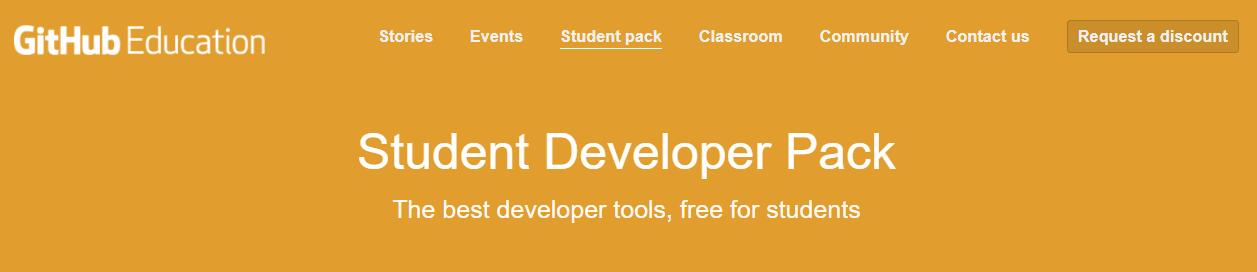 GitHub Education Stories Events Student pack Classroom Community Contact us Request a discount
Student Developer Pack
The best developer tools, free for students